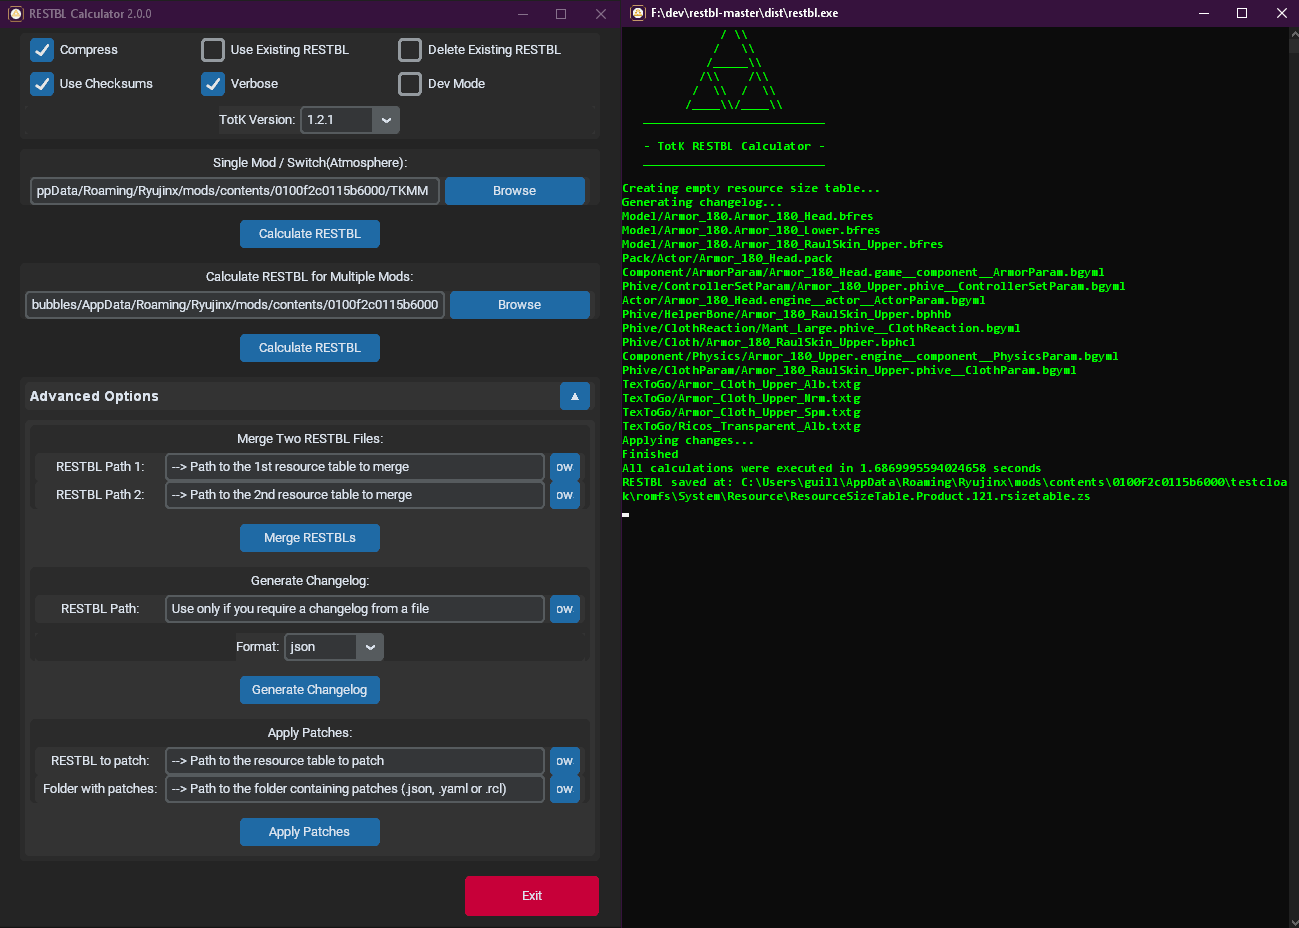 RESTBL Calculator 2.0.0
Compress
Use Existing RESTBL
Delete Existing RESTBL
Use Checksums
Verbose
Dev Mode
TotK Version: 1.2.1
Single Mod / Switch(Atmosphere):
ppData/Roaming/Ryujinx/mods/contents/0100f2c0115b6000/TKMM Browse
Calculate RESTBL
Calculate RESTBL for Multiple Mods:
bubbles/AppData/Roaming/Ryujinx/mods/contents/0100f2c0115b6000 Browse
Calculate RESTBL
Advanced Options ▲
Merge Two RESTBL Files:
RESTBL Path 1: --> Path to the 1st resource table to merge ow
RESTBL Path 2: --> Path to the 2nd resource table to merge ow
Merge RESTBLs
Generate Changelog:
RESTBL Path: Use only if you require a changelog from a file ow
Format: json
Generate Changelog
Apply Patches:
RESTBL to patch: --> Path to the resource table to patch ow
Folder with patches: --> Path to the folder containing patches (.json, .yaml or .rcl) ow
Apply Patches
Exit
F:\dev\restbl-master\dist\restbl.exe
- TotK RESTBL Calculator -
Creating empty resource size table...
Generating changelog...
Model/Armor_180.Armor_180_Head.bfres
Model/Armor_180.Armor_180_Lower.bfres
Model/Armor_180.Armor_180_RaulSkin_Upper.bfres
Pack/Actor/Armor_180_Head.pack
Component/ArmorParam/Armor_180_Head.game__component__ArmorParam.bgyml
Phive/ControllerSetParam/Armor_180_Upper.phive__ControllerSetParam.bgyml
Actor/Armor_180_Head.engine__actor__ActorParam.bgyml
Phive/HelperBone/Armor_180_RaulSkin_Upper.bphhb
Phive/ClothReaction/Mant_Large.phive__ClothReaction.bgyml
Phive/Cloth/Armor_180_RaulSkin_Upper.bphcl
Component/Physics/Armor_180_Upper.engine__component__PhysicsParam.bgyml
Phive/ClothParam/Armor_180_RaulSkin_Upper.phive__ClothParam.bgyml
TexToGo/Armor_Cloth_Upper_Alb.txtg
TexToGo/Armor_Cloth_Upper_Nrm.txtg
TexToGo/Armor_Cloth_Upper_Spm.txtg
TexToGo/Ricos_Transparent_Alb.txtg
Applying changes...
Finished
All calculations were executed in 1.6869995594024658 seconds
RESTBL saved at: C:\Users\guill\AppData\Roaming\Ryujinx\mods\contents\0100f2c0115b6000\testcloa
k\romfs\System\Resource\ResourceSizeTable.Product.121.rsizetable.zs